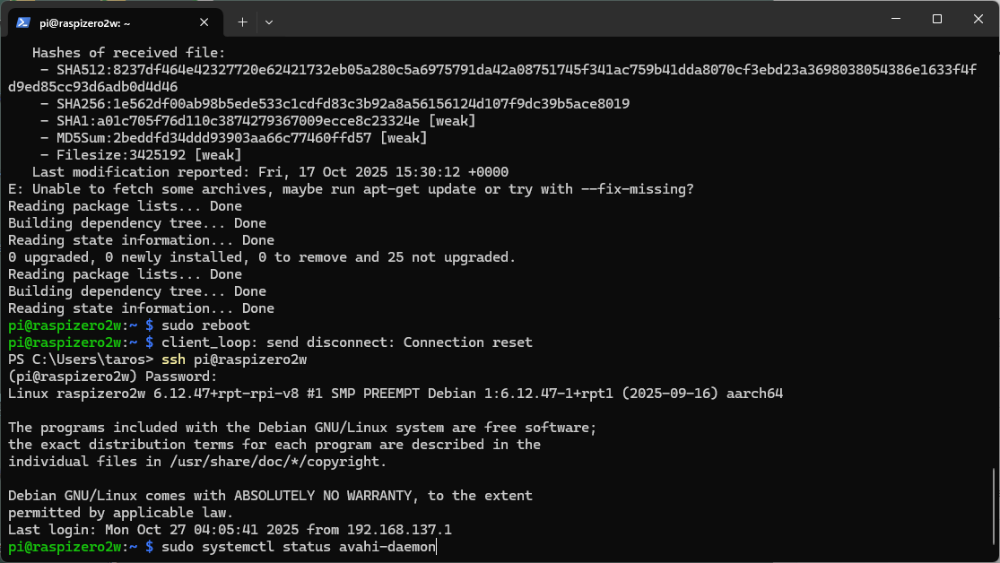 pi@raspizero2w: ~
Hashes of received file:
- SHA512:8237df464e42327720e62421732eb05a280c5a6975791da42a08751745f341ac759b41dda8070cf3ebd23a3698038054386e1633f4f
d9ed85cc93d6adb0d4d46
- SHA256:1e562df00ab98b5ede533c1cdfd83c3b92a8a56156124d107f9dc39b5ace8019
- SHA1:a01c705f76d110c3874279367009ecce8c23324e [weak]
- MD5Sum:2beddfd34ddd93903aa66c77460ffd57 [weak]
- Filesize:3425192 [weak]
Last modification reported: Fri, 17 Oct 2025 15:30:12 +0000
E: Unable to fetch some archives, maybe run apt-get update or try with --fix-missing?
Reading package lists... Done
Building dependency tree... Done
Reading state information... Done
0 upgraded, 0 newly installed, 0 to remove and 25 not upgraded.
Reading package lists... Done
Building dependency tree... Done
Reading state information... Done
pi@raspizero2w:~ $ sudo reboot
pi@raspizero2w:~ $ client_loop: send disconnect: Connection reset
PS C:\Users\taros> ssh pi@raspizero2w
(pi@raspizero2w) Password:
Linux raspizero2w 6.12.47+rpt-rpi-v8 #1 SMP PREEMPT Debian 1:6.12.47-1+rpt1 (2025-09-16) aarch64
The programs included with the Debian GNU/Linux system are free software;
the exact distribution terms for each program are described in the
individual files in /usr/share/doc/*/copyright.
Debian GNU/Linux comes with ABSOLUTELY NO WARRANTY, to the extent
permitted by applicable law.
Last login: Mon Oct 27 04:05:41 2025 from 192.168.137.1
pi@raspizero2w:~ $ sudo systemctl status avahi-daemon